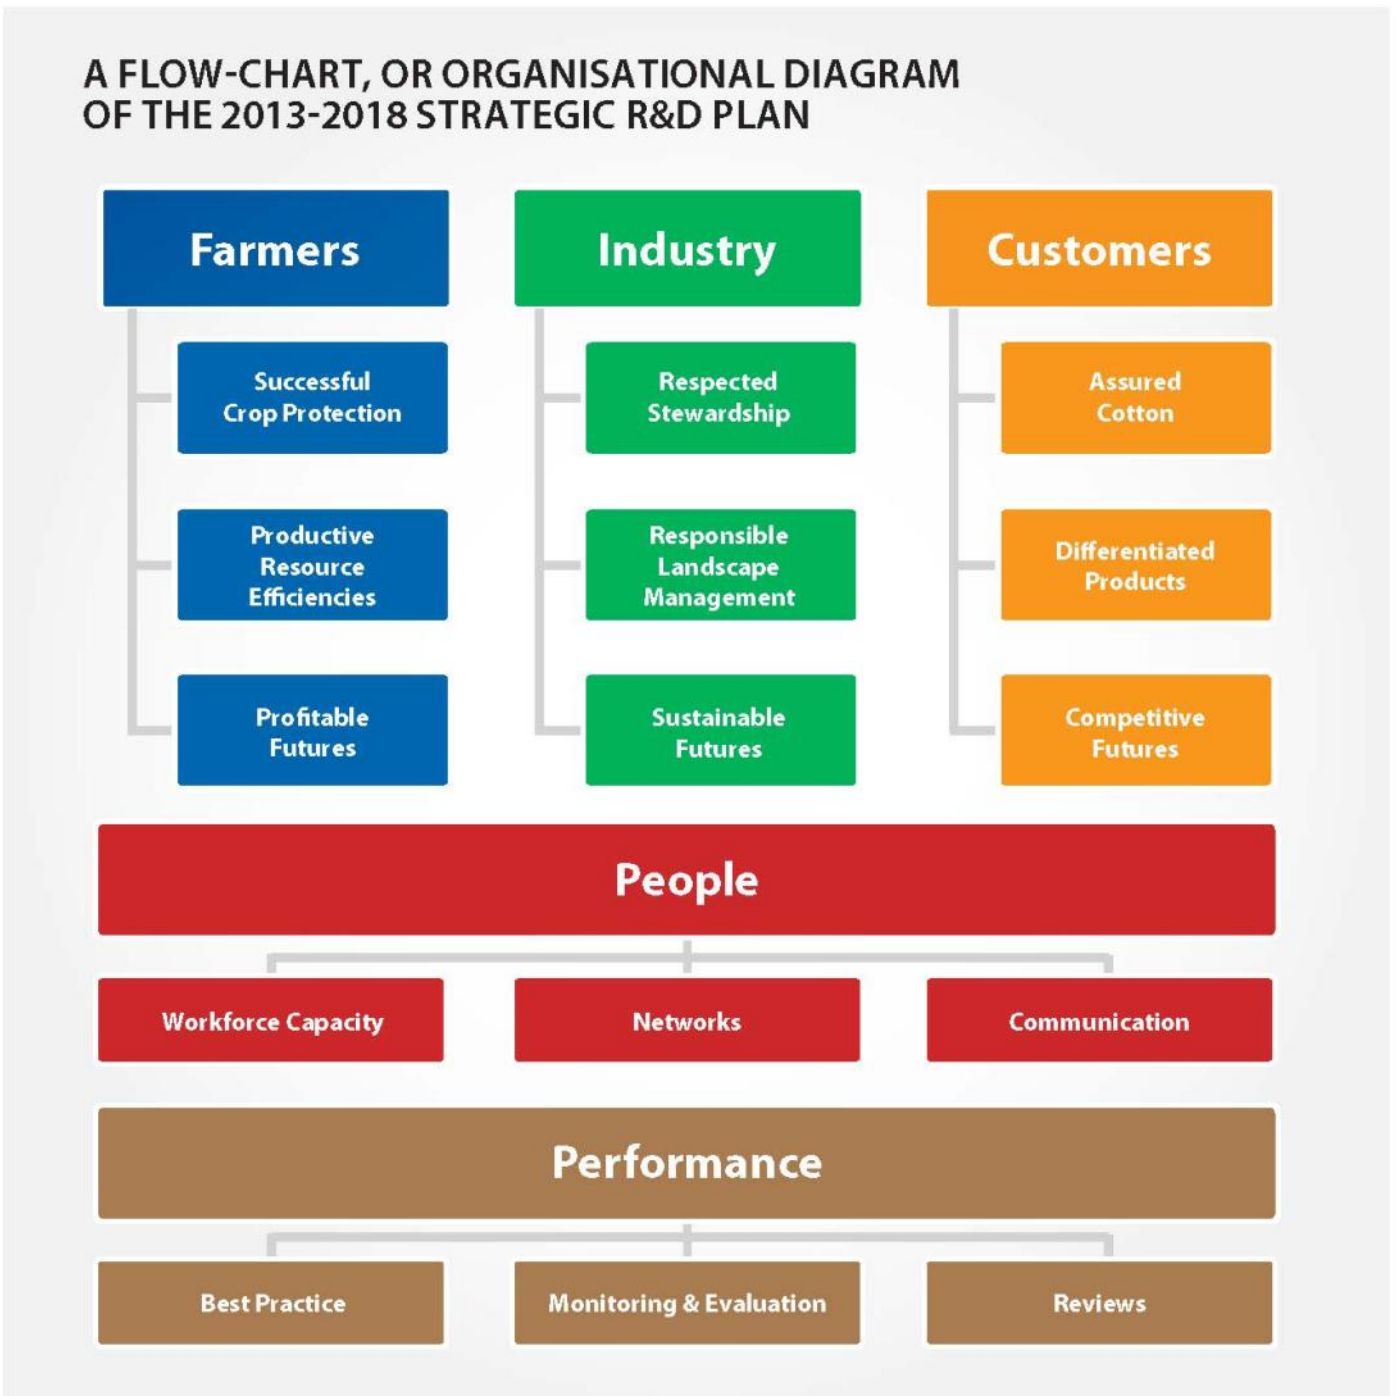 A FLOW-CHART, OR ORGANISATIONAL DIAGRAM
OF THE 2013-2018 STRATEGIC R&D PLAN
Farmers
Industry
Customers
Successful
Crop Protection
Respected
Stewardship
Assured
Cotton
Productive
Resource
Efficiencies
Responsible
Landscape
Management
Differentiated
Products
Profitable
Futures
Sustainable
Futures
Competitive
Futures
People
Workforce Capacity
Networks
Communication
Performance
Best Practice
Monitoring & Evaluation
Reviews